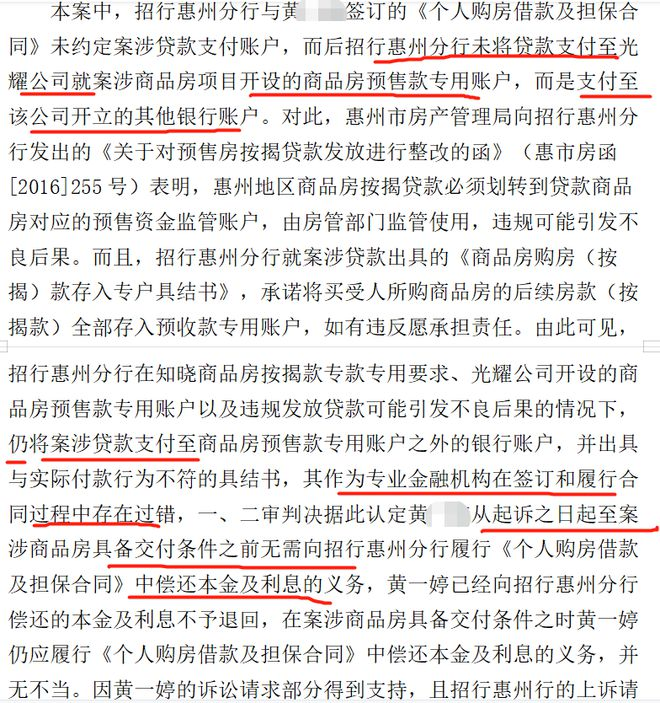 本案中，招行惠州分行与黄签订的《个人购房借款及担保合
同》未约定案涉贷款支付账户，而后招行惠州分行未将贷款支付至光
耀公司就案涉商品房项目开设的商品房预售款专用账户，而是支付至
该公司开立的其他银行账户。对此，惠州市房产管理局向招行惠州分
行发出的《关于对预售房按揭贷款发放进行整改的函》（惠市房函
[2016]255 号）表明，惠州地区商品房按揭贷款必须划转到贷款商品
房对应的预售资金监管账户，由房管部门监管使用，违规可能引发不
良后果。而且，招行惠州分行就案涉贷款出具的《商品房购房（按
揭）款存入专户具结书》，承诺将买受人所购商品房的后续房款（按
揭款）全部存入预收款专用账户，如有违反愿承担责任。由此可见，
招行惠州分行在知晓商品房按揭款专款专用要求、光耀公司开设的商
品房预售款专用账户以及违规发放贷款可能引发不良后果的情况下，
仍将案涉贷款支付至商品房预售款专用账户之外的银行账户，并出具
与实际付款行为不符的具结书，其作为专业金融机构在签订和履行合
同过程中存在过错，一、二审判决据此认定黄从起诉之日起至案
涉商品房具备交付条件之前无需向招行惠州分行履行《个人购房借款
及担保合同》中偿还本金及利息的义务，黄一婷已经向招行惠州分行
偿还的本金及利息不予退回，在案涉商品房具备交付条件之时黄一婷
仍应履行《个人购房借款及担保合同》中偿还本金及利息的义务，并
无不当。因黄一婷的诉讼请求部分得到支持，且招行惠州行的上诉请